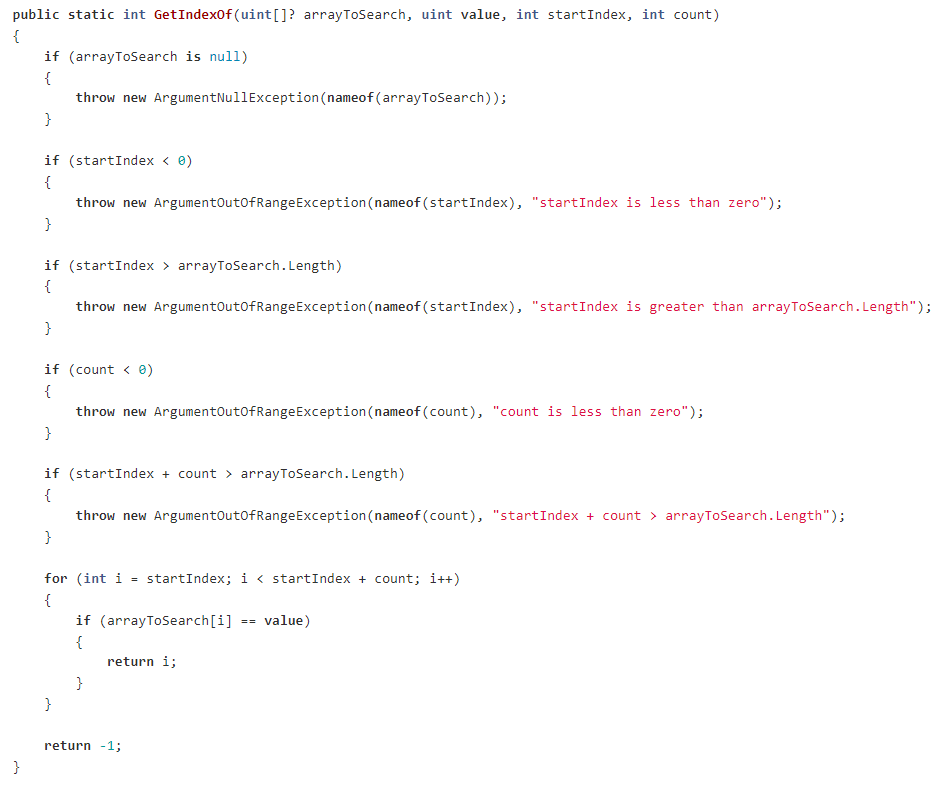 public static int GetIndexOf(uint[]? arrayToSearch, uint value, int startIndex, int count)
{
    if (arrayToSearch is null)
    {
        throw new ArgumentNullException(nameof(arrayToSearch));
    }

    if (startIndex < 0)
    {
        throw new ArgumentOutOfRangeException(nameof(startIndex), "startIndex is less than zero");
    }

    if (startIndex > arrayToSearch.Length)
    {
        throw new ArgumentOutOfRangeException(nameof(startIndex), "startIndex is greater than arrayToSearch.Length");
    }

    if (count < 0)
    {
        throw new ArgumentOutOfRangeException(nameof(count), "count is less than zero");
    }

    if (startIndex + count > arrayToSearch.Length)
    {
        throw new ArgumentOutOfRangeException(nameof(count), "startIndex + count > arrayToSearch.Length");
    }

    for (int i = startIndex; i < startIndex + count; i++)
    {
        if (arrayToSearch[i] == value)
        {
            return i;
        }
    }

    return -1;
}